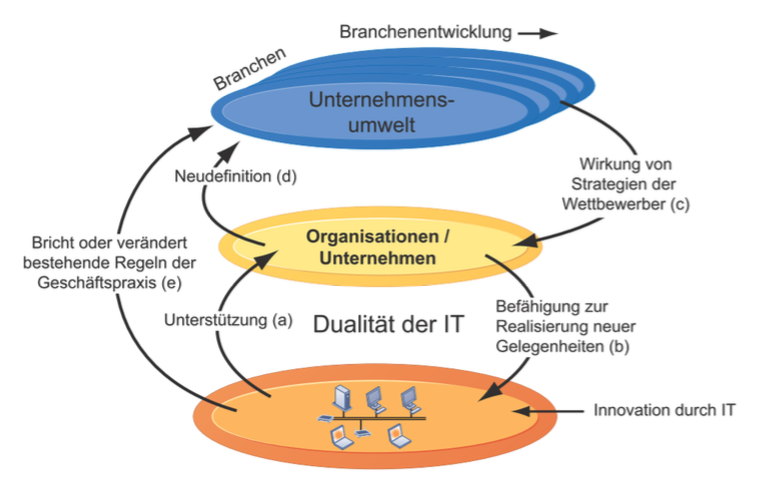 Branchenentwicklung
Branchen
Unternehmens-
umwelt
Neudefinition (d)
Wirkung von
Strategien der
Wettbewerber (c)
Organisationen /
Unternehmen
Bricht oder verändert
bestehende Regeln der
Geschäftspraxis (e)
Unterstützung (a)
Dualität der IT
Befähigung zur
Realisierung neuer
Gelegenheiten (b)
Innovation durch IT